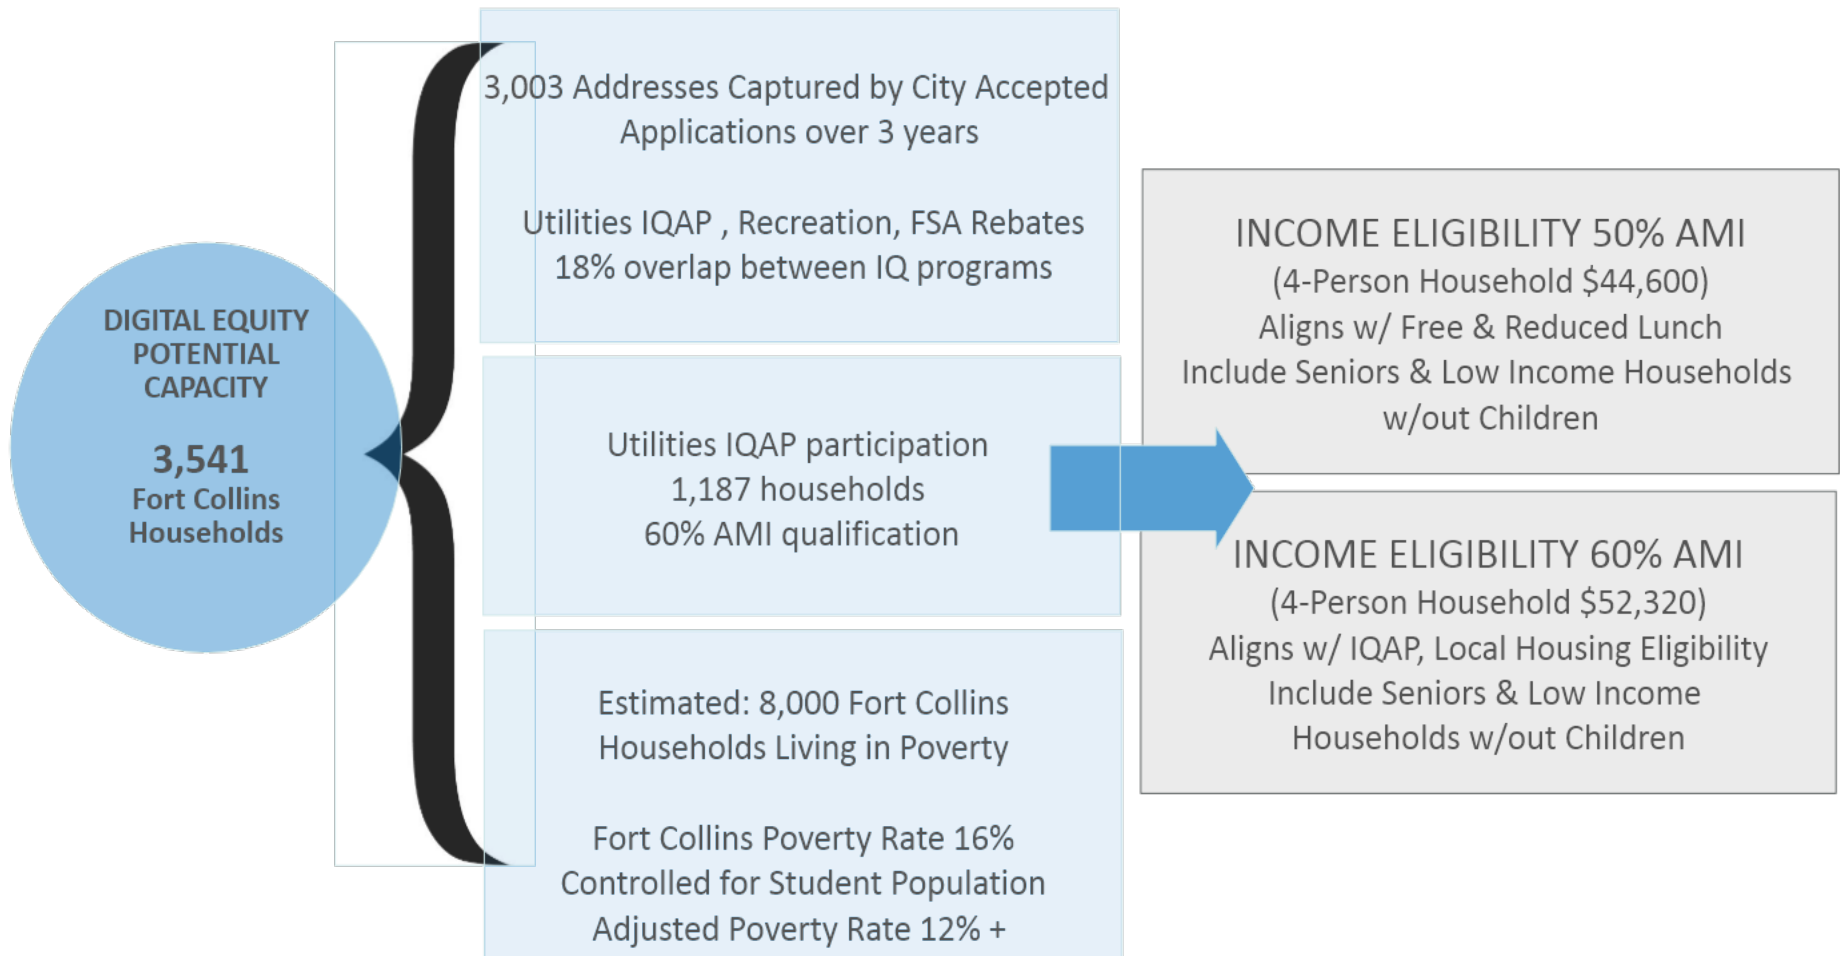 DIGITAL EQUITY
POTENTIAL
CAPACITY
3,541
Fort Collins
Households
3,003 Addresses Captured by City Accepted
Applications over 3 years
Utilities IQAP , Recreation, FSA Rebates
18% overlap between IQ programs
Utilities IQAP participation
1,187 households
60% AMI qualification
Estimated: 8,000 Fort Collins
Households Living in Poverty
Fort Collins Poverty Rate 16%
Controlled for Student Population
Adjusted Poverty Rate 12% +
INCOME ELIGIBILITY 50% AMI
(4-Person Household $44,600)
Aligns w/ Free & Reduced Lunch
Include Seniors & Low Income Households
w/out Children
INCOME ELIGIBILITY 60% AMI
(4-Person Household $52,320)
Aligns w/ IQAP, Local Housing Eligibility
Include Seniors & Low Income
Households w/out Children